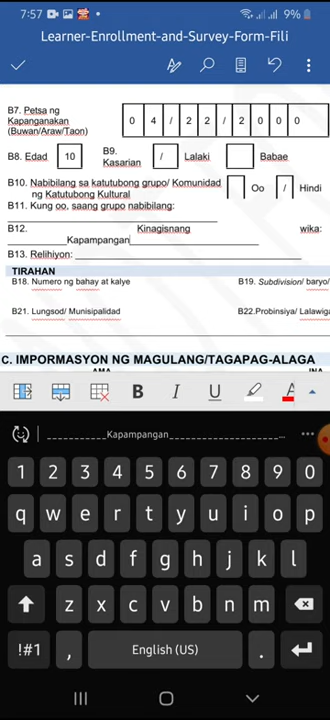 7:57 9%
Learner-Enrollment-and-Survey-Form-Fili
B7. Petsa ng
Kapanganakan
(Buwan/Araw/Taon)
0 4 / 2 2 / 2 0 0 0
B8. Edad 10 B9. Kasarian / Lalaki Babae
B10. Nabibilang sa katutubong grupo/ Komunidad
ng Katutubong Kultural
Oo / Hindi
B11. Kung oo, saang grupo nabibilang:
B12. Kinagisnang wika:
Kapampangan
B13. Relihiyon:
TIRAHAN
B18. Numero ng bahay at kalye B19. Subdivision/ baryo/
B21. Lungsod/ Munisipalidad B22.Probinsiya/ Lalawiga
C. IMPORMASYON NG MAGULANG/TAGAPAG-ALAGA
AMA INA
B I U A
__________Kapampangan____________________...
1 2 3 4 5 6 7 8 9 0
q w e r t y u i o p
a s d f g h j k l
z x c v b n m
!#1 , English (US) .